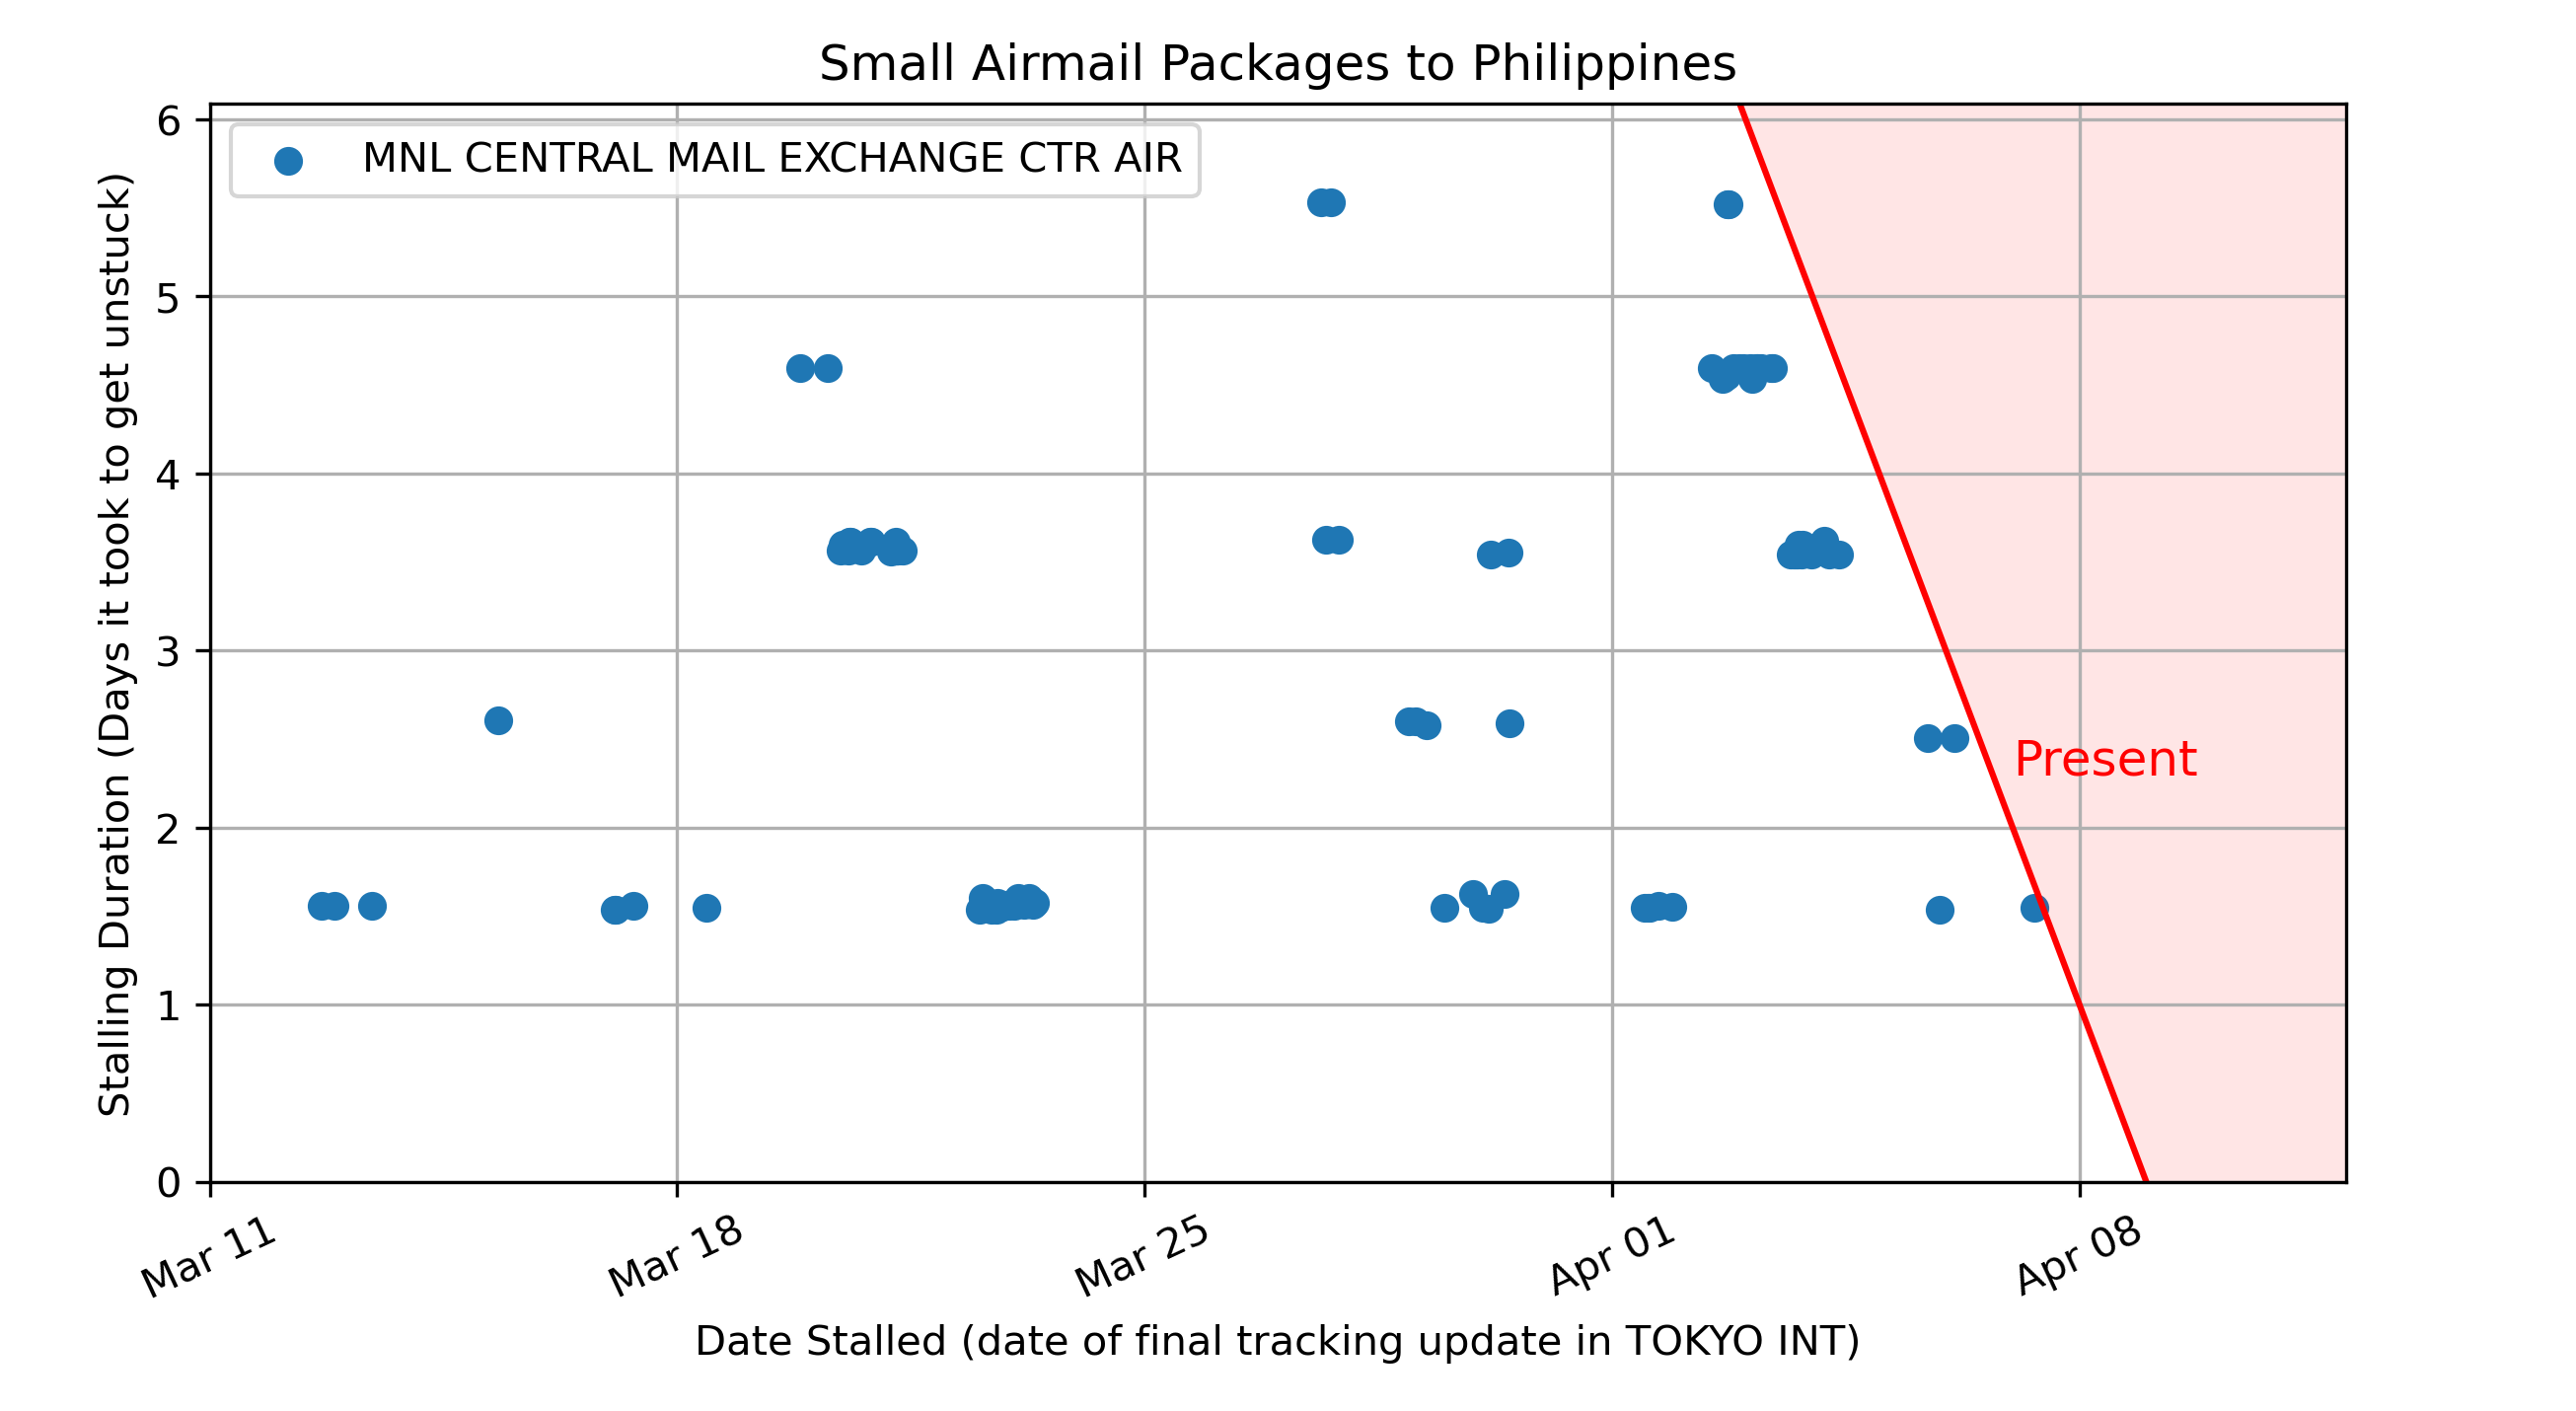 Small Airmail Packages to Philippines
MNL CENTRAL MAIL EXCHANGE CTR AIR
Stalling Duration (Days it took to get unstuck)
6
5
4
3
2
1
0
Present
Mar 11
Mar 18
Mar 25
Apr 01
Apr 08
Date Stalled (date of final tracking update in TOKYO INT)